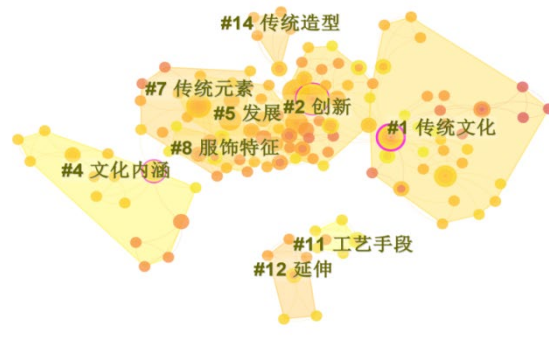 #14 传统造型
#7 传统元素
#5 发展
#2 创新
#1 传统文化
#8 服饰特征
#4 文化内涵
#11 工艺手段
#12 延伸